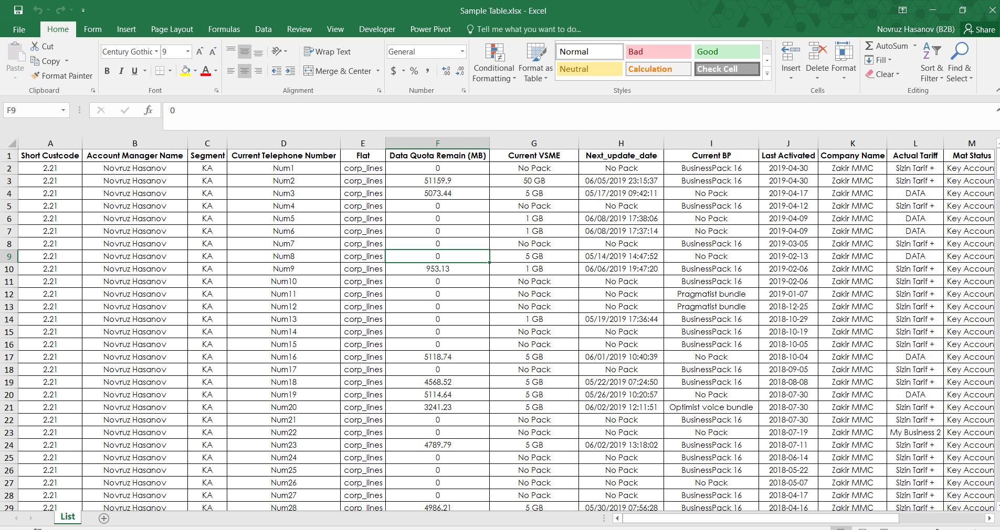 Sample Table.xlsx - Excel
File Home Form Insert Page Layout Formulas Data Review View Developer Power Pivot Tell me what you want to do... Novruz Hasanov (B2B) Share
Paste Cut Copy Format Painter Clipboard
Century Gothic 9 B I U Font
Wrap Text Merge & Center Alignment
General $ % , Number
Conditional Formatting Format as Table Normal Bad Good Neutral Calculation Check Cell Styles
Insert Delete Format Cells
AutoSum Fill Clear Sort & Filter Find & Select Editing
F9 fx 0
A B C D E F G H I J K L M
1 Short Custcode Account Manager Name Segment Current Telephone Number Flat Data Quota Remain (MB) Current VSME Next_update_date Current BP Last Activated Company Name Actual Tariff Mat Status
2 2.21 Novruz Hasanov KA Num1 corp_lines 0 No Pack No Pack BusinessPack 16 2019-04-30 Zakir MMC Sizin Tarif + Key Accoun
3 2.21 Novruz Hasanov KA Num2 corp_lines 51159.9 50 GB 06/05/2019 23:15:37 BusinessPack 16 2019-04-30 Zakir MMC Sizin Tarif + Key Accoun
4 2.21 Novruz Hasanov KA Num3 corp_lines 5073.44 5 GB 05/17/2019 09:42:11 No Pack 2019-04-17 Zakir MMC DATA Key Accoun
5 2.21 Novruz Hasanov KA Num4 corp_lines 0 No Pack No Pack BusinessPack 16 2019-04-12 Zakir MMC Sizin Tarif + Key Accoun
6 2.21 Novruz Hasanov KA Num5 corp_lines 0 1 GB 06/08/2019 17:38:06 No Pack 2019-04-09 Zakir MMC DATA Key Accoun
7 2.21 Novruz Hasanov KA Num6 corp_lines 0 1 GB 06/08/2019 17:37:14 No Pack 2019-04-09 Zakir MMC DATA Key Accoun
8 2.21 Novruz Hasanov KA Num7 corp_lines 0 No Pack No Pack BusinessPack 16 2019-03-05 Zakir MMC Sizin Tarif + Key Accoun
9 2.21 Novruz Hasanov KA Num8 corp_lines 0 5 GB 05/14/2019 14:47:52 No Pack 2019-02-13 Zakir MMC DATA Key Accoun
10 2.21 Novruz Hasanov KA Num9 corp_lines 953.13 1 GB 06/06/2019 19:47:20 BusinessPack 16 2019-02-06 Zakir MMC Sizin Tarif + Key Accoun
11 2.21 Novruz Hasanov KA Num10 corp_lines 0 No Pack No Pack BusinessPack 16 2019-02-06 Zakir MMC Sizin Tarif + Key Accoun
12 2.21 Novruz Hasanov KA Num11 corp_lines 0 No Pack No Pack Pragmatist bundle 2019-01-07 Zakir MMC Sizin Tarif + Key Accoun
13 2.21 Novruz Hasanov KA Num12 corp_lines 0 No Pack No Pack Pragmatist bundle 2018-12-25 Zakir MMC Sizin Tarif + Key Accoun
14 2.21 Novruz Hasanov KA Num13 corp_lines 0 1 GB 05/19/2019 17:36:44 BusinessPack 16 2018-10-29 Zakir MMC Sizin Tarif + Key Accoun
15 2.21 Novruz Hasanov KA Num14 corp_lines 0 No Pack No Pack BusinessPack 16 2018-10-19 Zakir MMC Sizin Tarif + Key Accoun
16 2.21 Novruz Hasanov KA Num15 corp_lines 0 No Pack No Pack BusinessPack 16 2018-10-05 Zakir MMC Sizin Tarif + Key Accoun
17 2.21 Novruz Hasanov KA Num16 corp_lines 5118.74 5 GB 06/01/2019 10:40:39 No Pack 2018-10-04 Zakir MMC DATA Key Accoun
18 2.21 Novruz Hasanov KA Num17 corp_lines 0 No Pack No Pack BusinessPack 16 2018-09-05 Zakir MMC Sizin Tarif + Key Accoun
19 2.21 Novruz Hasanov KA Num18 corp_lines 4568.52 5 GB 05/22/2019 07:24:50 BusinessPack 16 2018-08-08 Zakir MMC Sizin Tarif + Key Accoun
20 2.21 Novruz Hasanov KA Num19 corp_lines 5114.64 5 GB 05/26/2019 10:20:57 No Pack 2018-07-30 Zakir MMC DATA Key Accoun
21 2.21 Novruz Hasanov KA Num20 corp_lines 3241.23 5 GB 06/02/2019 12:11:51 Optimist voice bundle 2018-07-30 Zakir MMC Sizin Tarif + Key Accoun
22 2.21 Novruz Hasanov KA Num21 corp_lines 0 No Pack No Pack BusinessPack 16 2018-07-30 Zakir MMC Sizin Tarif + Key Accoun
23 2.21 Novruz Hasanov KA Num22 corp_lines 0 No Pack No Pack No Pack 2018-07-19 Zakir MMC My Business 2 Key Accoun
24 2.21 Novruz Hasanov KA Num23 corp_lines 4789.79 5 GB 06/02/2019 13:18:02 BusinessPack 16 2018-07-11 Zakir MMC Sizin Tarif + Key Accoun
25 2.21 Novruz Hasanov KA Num24 corp_lines 0 No Pack No Pack BusinessPack 16 2018-06-14 Zakir MMC Sizin Tarif + Key Accoun
26 2.21 Novruz Hasanov KA Num25 corp_lines 0 No Pack No Pack BusinessPack 16 2018-05-22 Zakir MMC Sizin Tarif + Key Accoun
27 2.21 Novruz Hasanov KA Num26 corp_lines 0 No Pack No Pack No Pack 2018-05-07 Zakir MMC Sizin Tarif + Key Accoun
28 2.21 Novruz Hasanov KA Num27 corp_lines 0 No Pack No Pack BusinessPack 16 2018-04-17 Zakir MMC Sizin Tarif + Key Accoun
29 2.21 Novruz Hasanov KA Num28 corp_lines 4986.21 5 GB 05/30/2019 07:56:28 BusinessPack 16 2018-04-16 Zakir MMC Sizin Tarif + Key Accoun
List